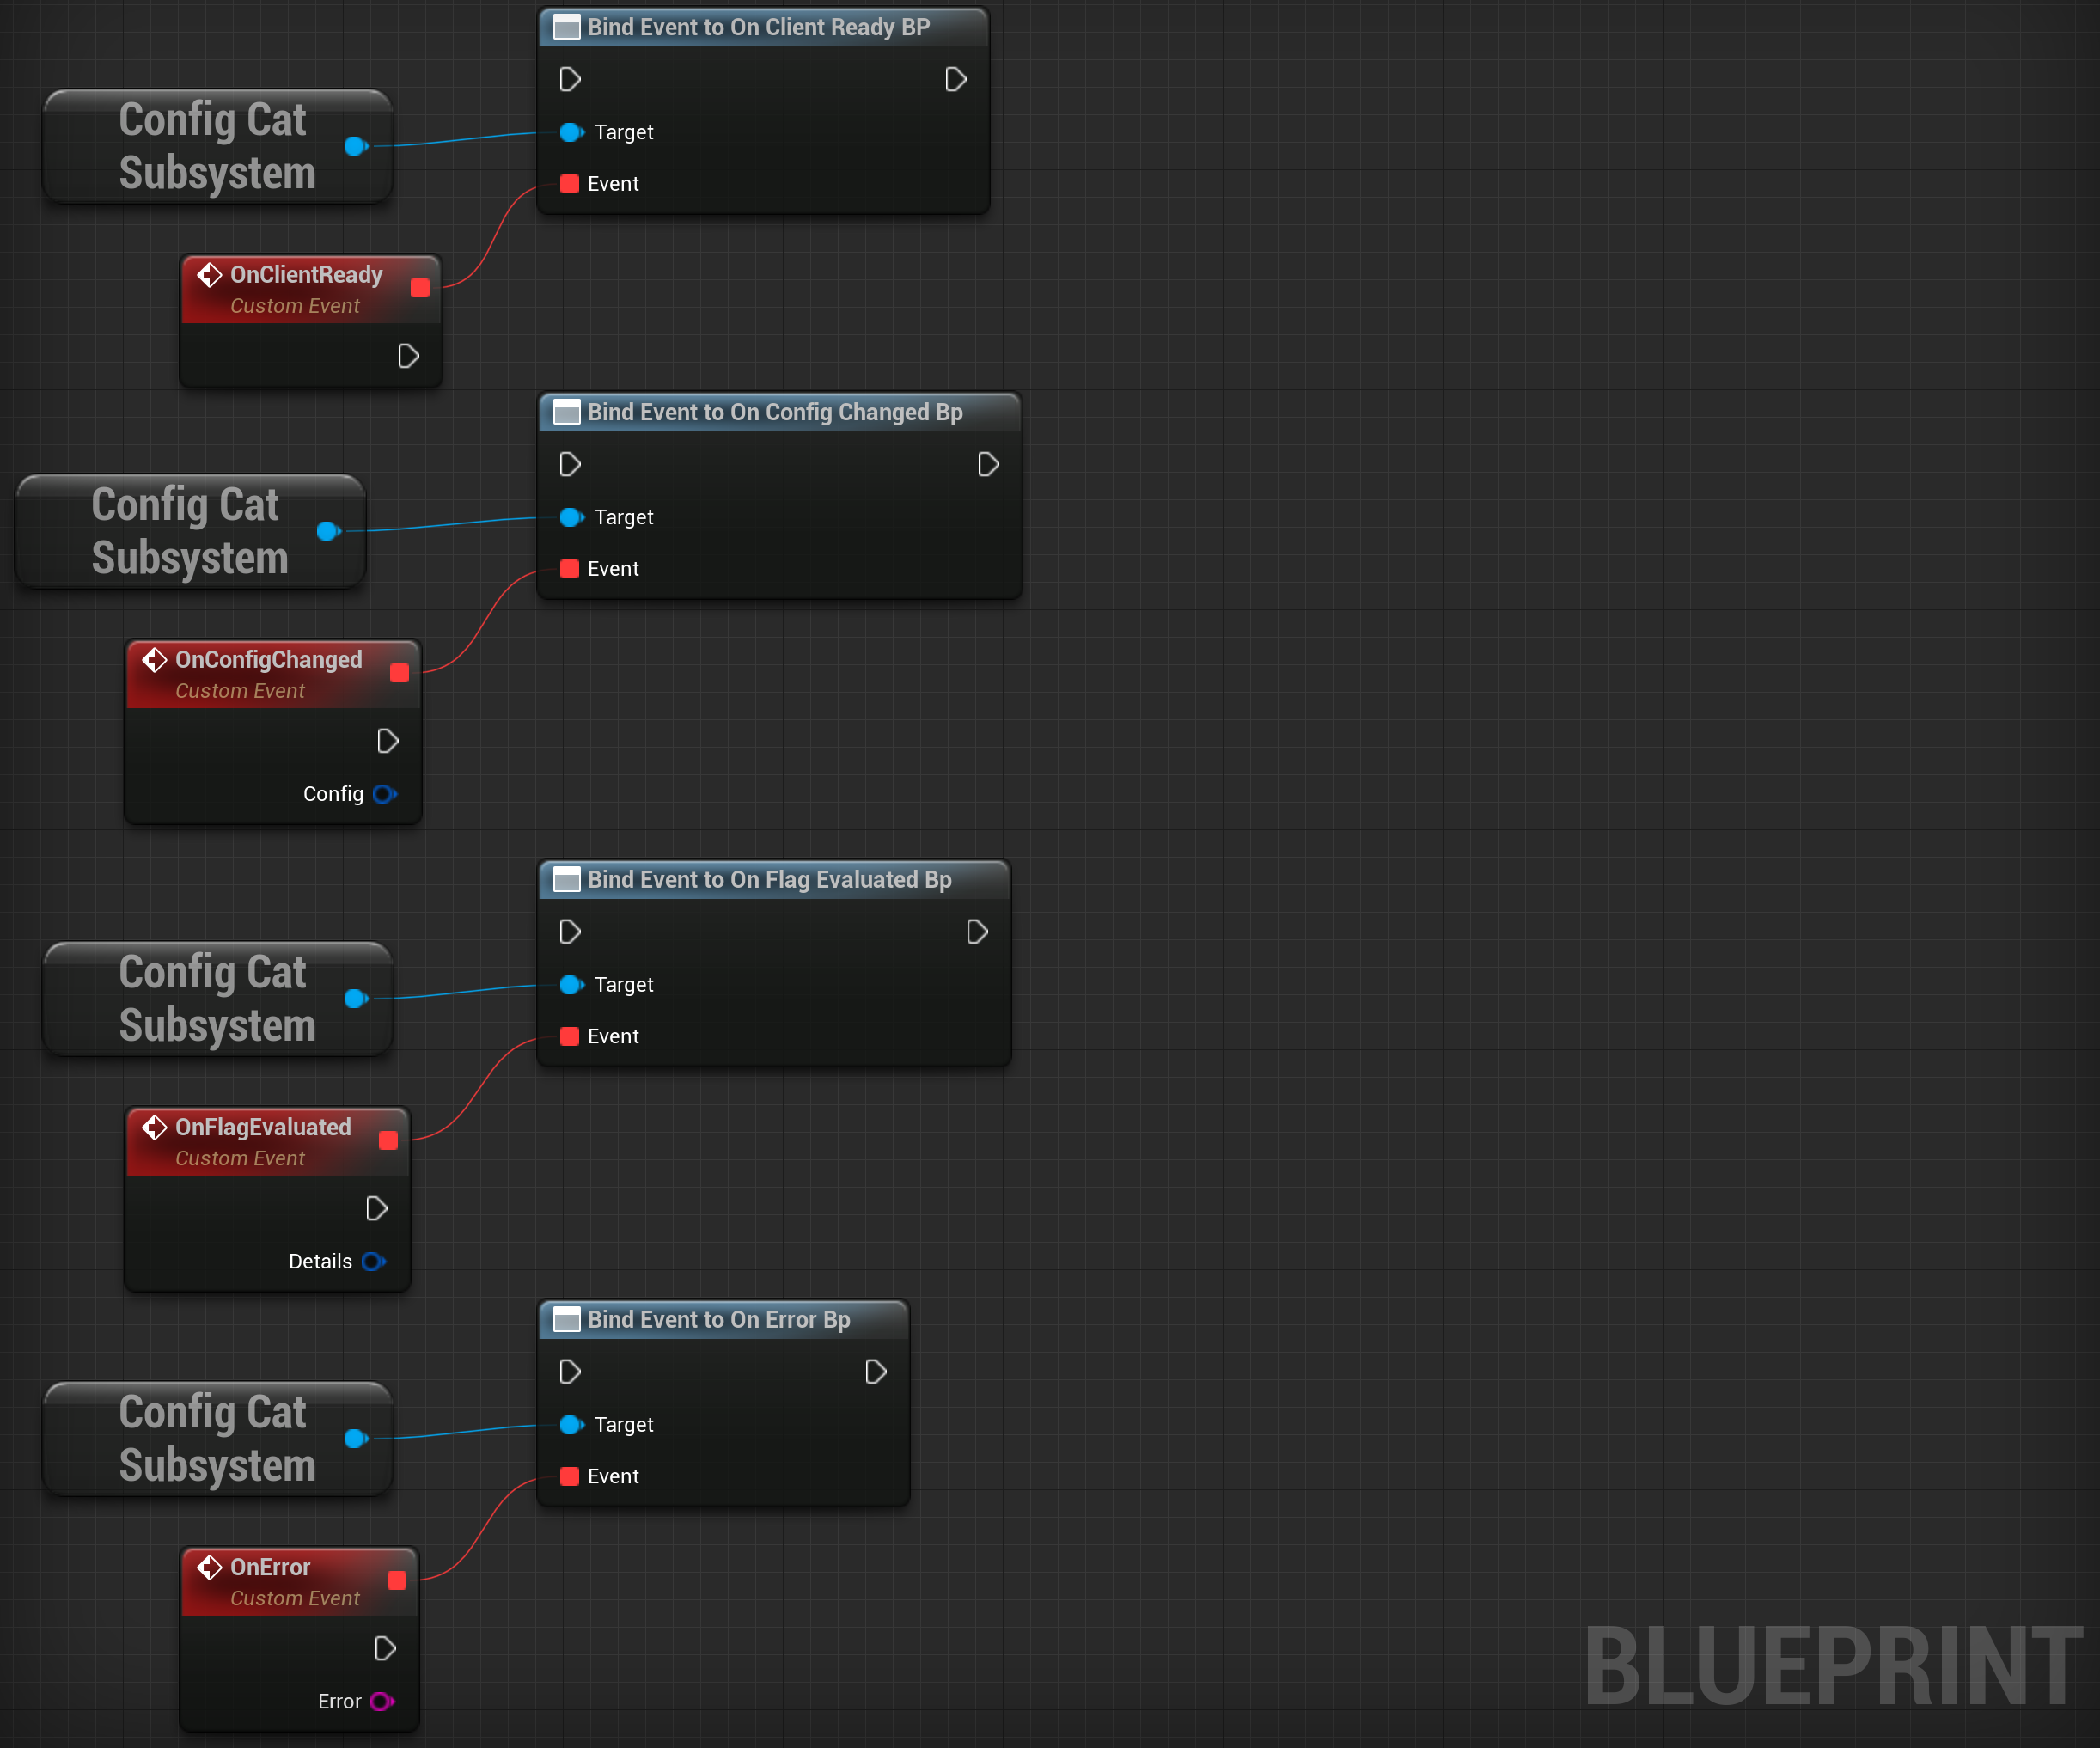 Bind Event to On Client Ready BP
Config Cat
Subsystem
Target
Event
OnClientReady
Custom Event
Bind Event to On Config Changed Bp
Config Cat
Subsystem
Target
Event
OnConfigChanged
Custom Event
Config
Bind Event to On Flag Evaluated Bp
Config Cat
Subsystem
Target
Event
OnFlagEvaluated
Custom Event
Details
Bind Event to On Error Bp
Config Cat
Subsystem
Target
Event
OnError
Custom Event
Error
BLUEPRINT